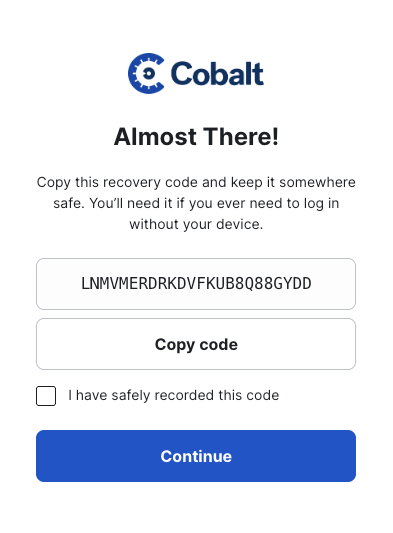 Cobalt
Almost There!
Copy this recovery code and keep it somewhere
safe. You’ll need it if you ever need to log in
without your device.
LNMVMERDRKDVFKUB8Q88GYDD
Copy code
I have safely recorded this code
Continue